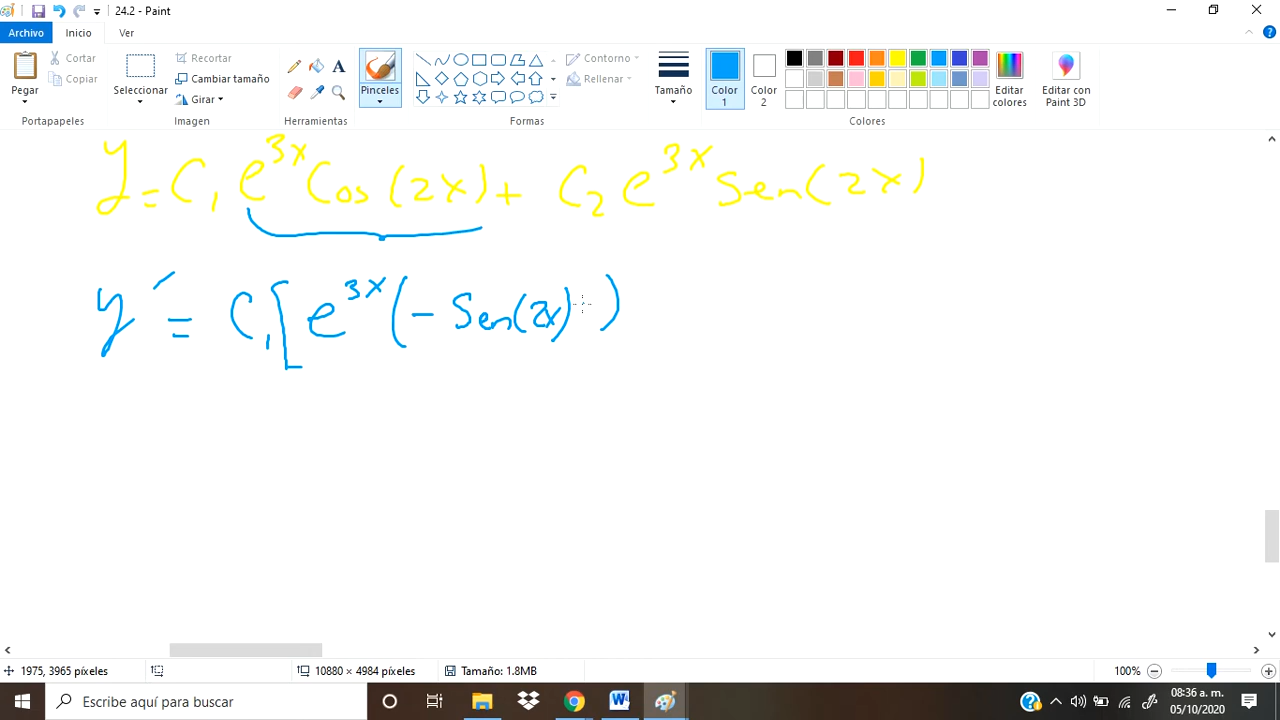 24.2 - Paint
Archivo Inicio Ver
Pegar Cortar Copiar Seleccionar Recortar Cambiar tamaño Girar Pinceles Contorno Rellenar Tamaño Color 1 Color 2 Editar colores Editar con Paint 3D
Portapapeles Imagen Herramientas Formas Colores
y = C₁ e^{3x} Cos(2x) + C₂ e^{3x} Sen(2x)
y' = C₁ [ e^{3x} (- Sen(2x) )
1975, 3965 píxeles 10880 × 4984 píxeles Tamaño: 1.8MB 100%
Escribe aquí para buscar 08:36 a. m.
05/10/2020